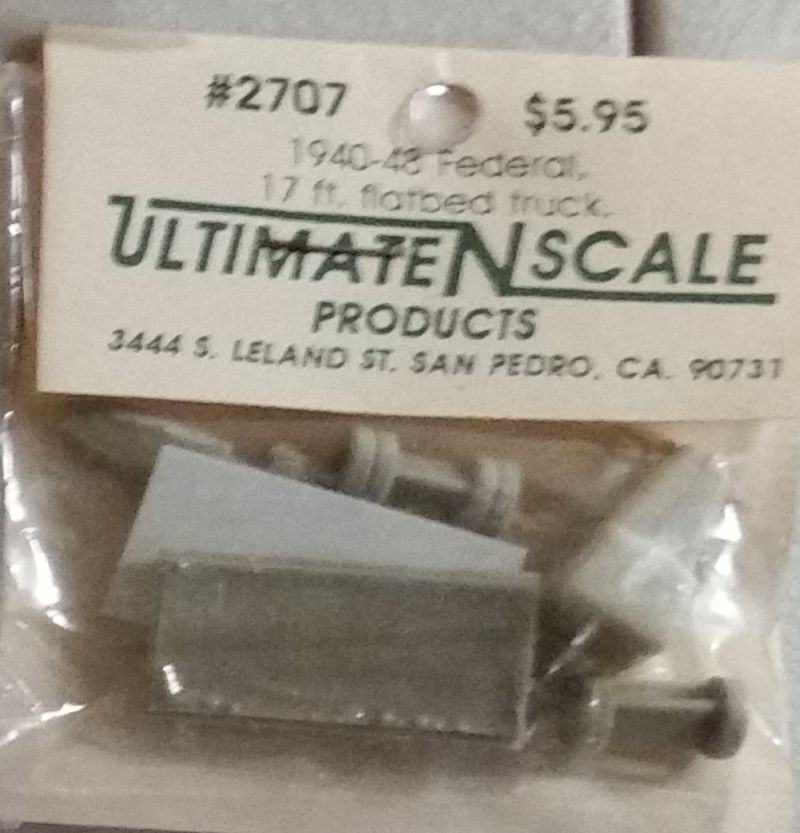 #2707 $5.95
1940-48 Federal,
17 ft. flatbed truck.
ULTIMATE N SCALE
PRODUCTS
3444 S. LELAND ST. SAN PEDRO, CA. 90731